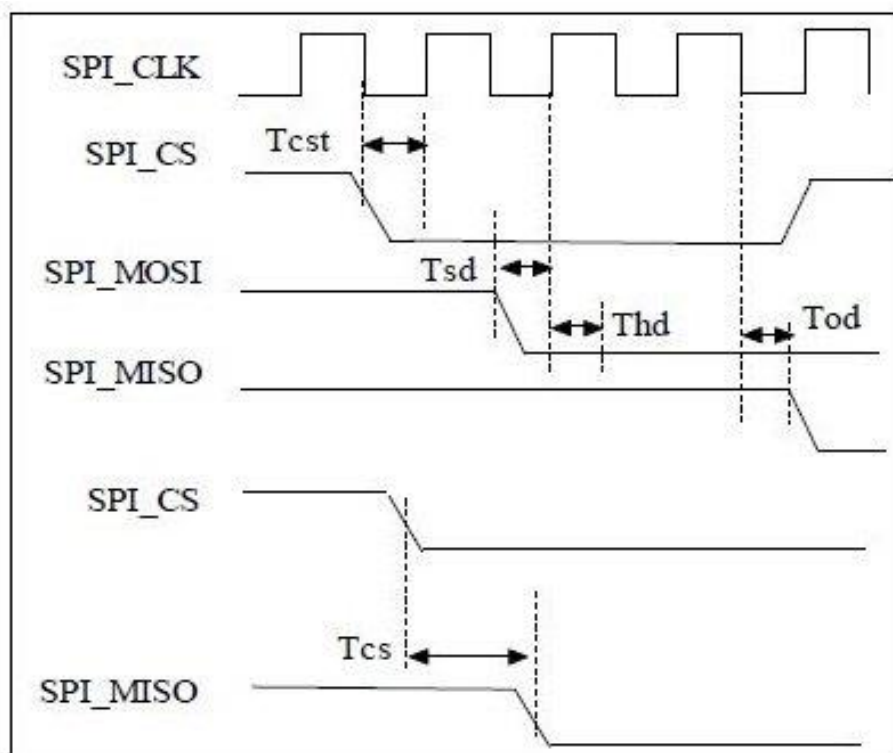 SPI_CLK
SPI_CS
Tcst
SPI_MOSI
Tsd
Thd
Tod
SPI_MISO
SPI_CS
Tcs
SPI_MISO